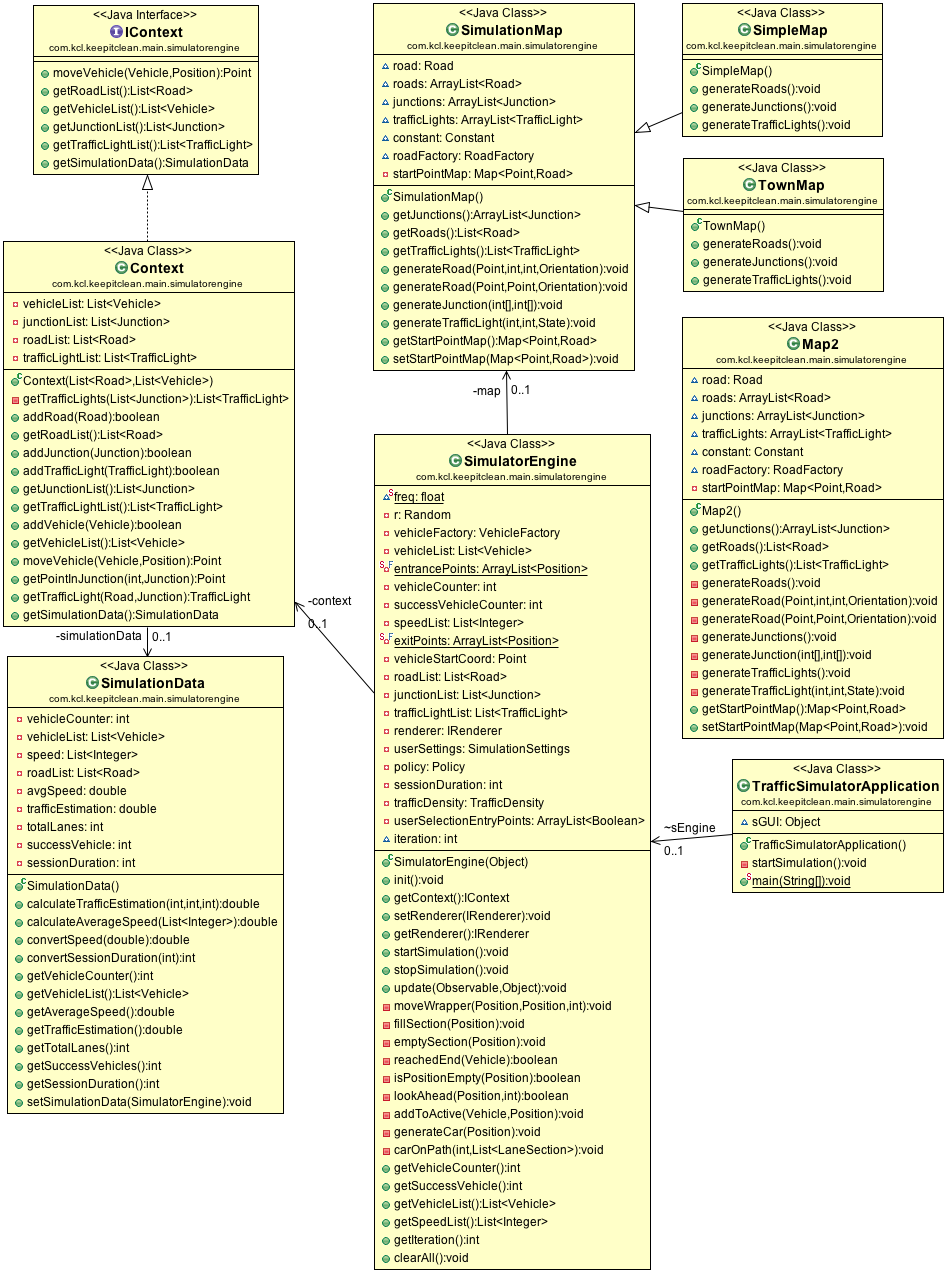 <<Java Interface>>
IContext
com.kcl.keepitclean.main.simulatorengine
moveVehicle(Vehicle,Position):Point
getRoadList():List<Road>
getVehicleList():List<Vehicle>
getJunctionList():List<Junction>
getTrafficLightList():List<TrafficLight>
getSimulationData():SimulationData
<<Java Class>>
Context
com.kcl.keepitclean.main.simulatorengine
vehicleList: List<Vehicle>
junctionList: List<Junction>
roadList: List<Road>
trafficLightList: List<TrafficLight>
Context(List<Road>,List<Vehicle>)
getTrafficLights(List<Junction>):List<TrafficLight>
addRoad(Road):boolean
getRoadList():List<Road>
addJunction(Junction):boolean
addTrafficLight(TrafficLight):boolean
getJunctionList():List<Junction>
getTrafficLightList():List<TrafficLight>
addVehicle(Vehicle):boolean
getVehicleList():List<Vehicle>
moveVehicle(Vehicle,Position):Point
getPointInJunction(int,Junction):Point
getTrafficLight(Road,Junction):TrafficLight
getSimulationData():SimulationData
-simulationData
0..1
<<Java Class>>
SimulationData
com.kcl.keepitclean.main.simulatorengine
vehicleCounter: int
vehicleList: List<Vehicle>
speed: List<Integer>
roadList: List<Road>
avgSpeed: double
trafficEstimation: double
totalLanes: int
successVehicle: int
sessionDuration: int
SimulationData()
calculateTrafficEstimation(int,int,int):double
calculateAverageSpeed(List<Integer>):double
convertSpeed(double):double
convertSessionDuration(int):int
getVehicleCounter():int
getVehicleList():List<Vehicle>
getAverageSpeed():double
getTrafficEstimation():double
getTotalLanes():int
getSuccessVehicles():int
getSessionDuration():int
setSimulationData(SimulatorEngine):void
<<Java Class>>
SimulationMap
com.kcl.keepitclean.main.simulatorengine
road: Road
roads: ArrayList<Road>
junctions: ArrayList<Junction>
trafficLights: ArrayList<TrafficLight>
constant: Constant
roadFactory: RoadFactory
startPointMap: Map<Point,Road>
SimulationMap()
getJunctions():ArrayList<Junction>
getRoads():List<Road>
getTrafficLights():List<TrafficLight>
generateRoad(Point,int,int,Orientation):void
generateRoad(Point,Point,Orientation):void
generateJunction(int[],int[]):void
generateTrafficLight(int,int,State):void
getStartPointMap():Map<Point,Road>
setStartPointMap(Map<Point,Road>):void
-map
0..1
<<Java Class>>
SimulatorEngine
com.kcl.keepitclean.main.simulatorengine
freq: float
r: Random
vehicleFactory: VehicleFactory
vehicleList: List<Vehicle>
entrancePoints: ArrayList<Position>
vehicleCounter: int
successVehicleCounter: int
speedList: List<Integer>
exitPoints: ArrayList<Position>
vehicleStartCoord: Point
roadList: List<Road>
junctionList: List<Junction>
trafficLightList: List<TrafficLight>
renderer: IRenderer
userSettings: SimulationSettings
policy: Policy
sessionDuration: int
trafficDensity: TrafficDensity
userSelectionEntryPoints: ArrayList<Boolean>
iteration: int
SimulatorEngine(Object)
init():void
getContext():IContext
setRenderer(IRenderer):void
getRenderer():IRenderer
startSimulation():void
stopSimulation():void
update(Observable,Object):void
moveWrapper(Position,Position,int):void
fillSection(Position):void
emptySection(Position):void
reachedEnd(Vehicle):boolean
isPositionEmpty(Position):boolean
lookAhead(Position,int):boolean
addToActive(Vehicle,Position):void
generateCar(Position):void
carOnPath(int,List<LaneSection>):void
getVehicleCounter():int
getSuccessVehicle():int
getVehicleList():List<Vehicle>
getSpeedList():List<Integer>
getIteration():int
clearAll():void
-context
0..1
<<Java Class>>
SimpleMap
com.kcl.keepitclean.main.simulatorengine
SimpleMap()
generateRoads():void
generateJunctions():void
generateTrafficLights():void
<<Java Class>>
TownMap
com.kcl.keepitclean.main.simulatorengine
TownMap()
generateRoads():void
generateJunctions():void
generateTrafficLights():void
<<Java Class>>
Map2
com.kcl.keepitclean.main.simulatorengine
road: Road
roads: ArrayList<Road>
junctions: ArrayList<Junction>
trafficLights: ArrayList<TrafficLight>
constant: Constant
roadFactory: RoadFactory
startPointMap: Map<Point,Road>
Map2()
getJunctions():ArrayList<Junction>
getRoads():List<Road>
getTrafficLights():List<TrafficLight>
generateRoads():void
generateRoad(Point,int,int,Orientation):void
generateRoad(Point,Point,Orientation):void
generateJunctions():void
generateJunction(int[],int[]):void
generateTrafficLights():void
generateTrafficLight(int,int,State):void
getStartPointMap():Map<Point,Road>
setStartPointMap(Map<Point,Road>):void
<<Java Class>>
TrafficSimulatorApplication
com.kcl.keepitclean.main.simulatorengine
sGUI: Object
TrafficSimulatorApplication()
startSimulation():void
main(String[]):void
~sEngine
0..1